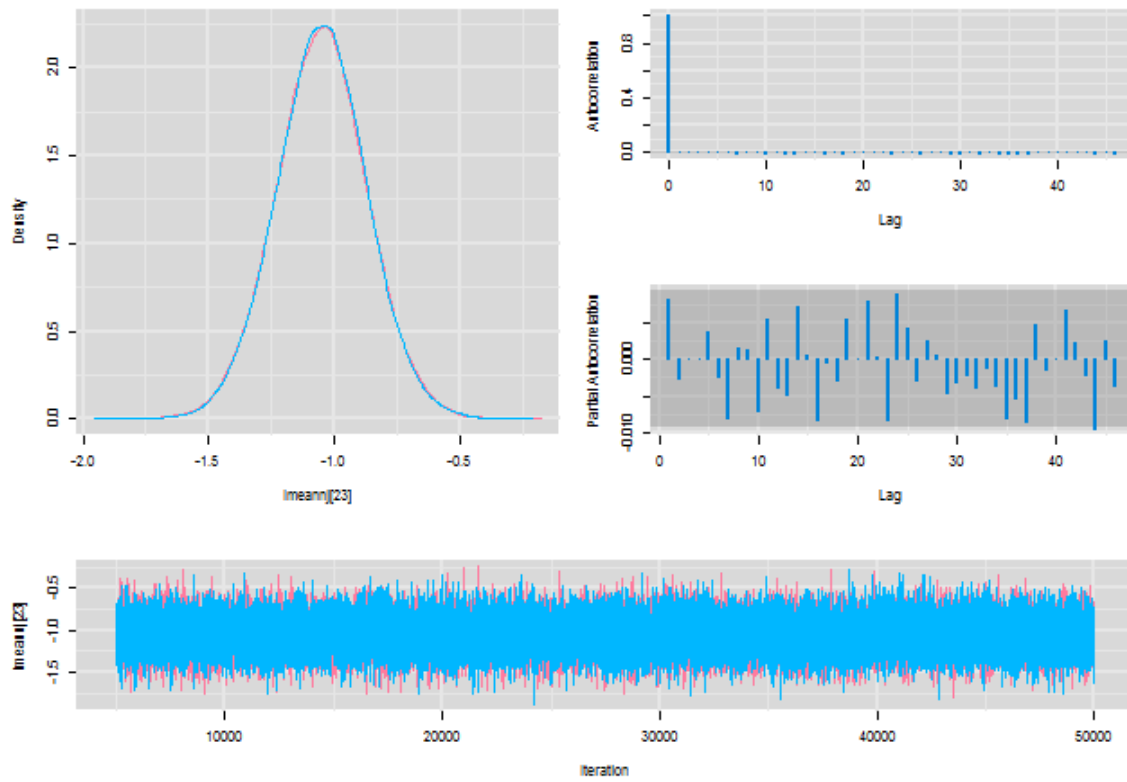 Density
0.0 0.5 1.0 1.5 2.0
-2.0 -1.5 -1.0 -0.5
lmeannj[23]
Autocorrelation
0.0 0.4 0.8
0 10 20 30 40
Lag
Partial Autocorrelation
-0.010 0.000
0 10 20 30 40
Lag
lmeannj[23]
-1.5 -1.0 -0.5
10000 20000 30000 40000 50000
Iteration